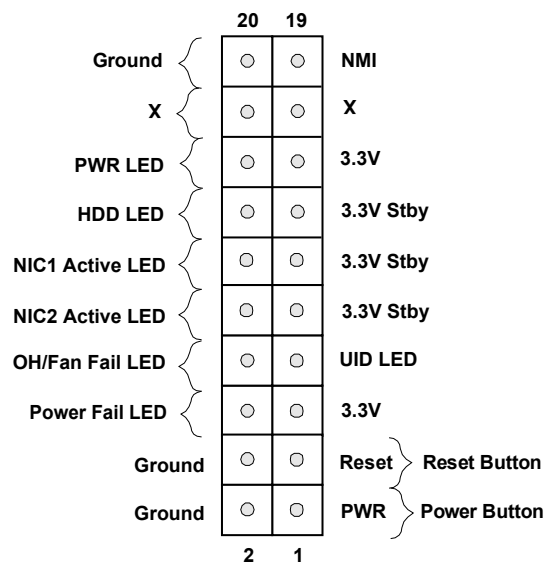 20 19
Ground NMI
X X
PWR LED 3.3V
HDD LED 3.3V Stby
NIC1 Active LED 3.3V Stby
NIC2 Active LED 3.3V Stby
OH/Fan Fail LED UID LED
Power Fail LED 3.3V
Ground Reset Reset Button
Ground PWR Power Button
2 1